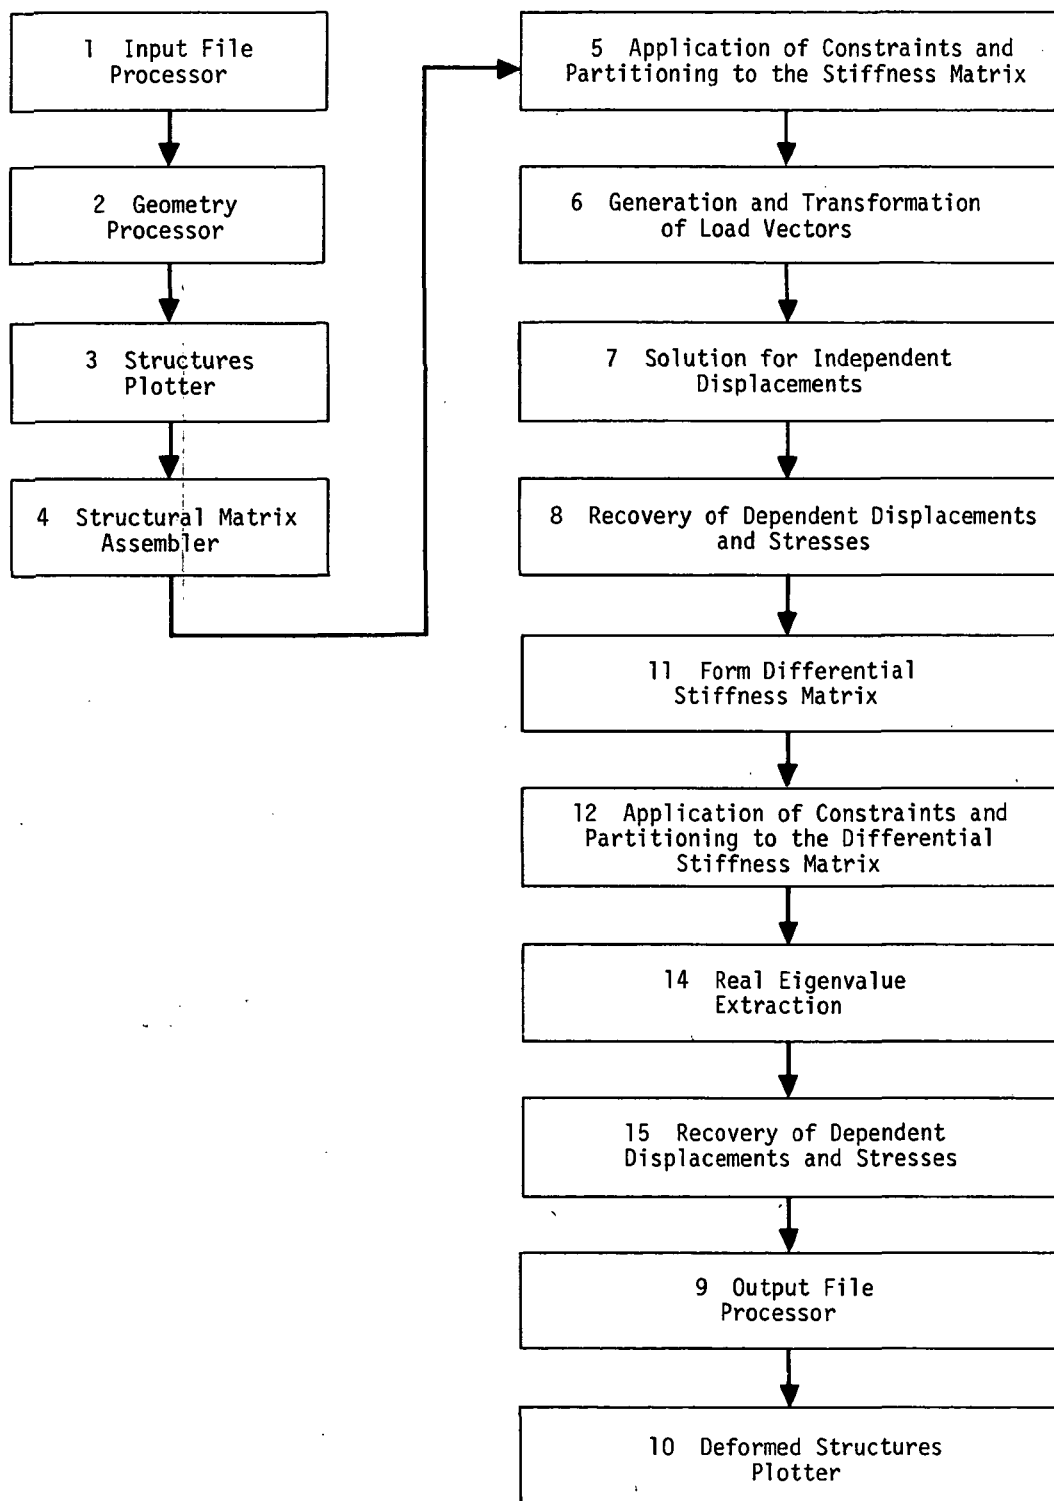 1 Input File
Processor
2 Geometry
Processor
3 Structures
Plotter
4 Structural Matrix
Assembler
5 Application of Constraints and
Partitioning to the Stiffness Matrix
6 Generation and Transformation
of Load Vectors
7 Solution for Independent
Displacements
8 Recovery of Dependent Displacements
and Stresses
11 Form Differential
Stiffness Matrix
12 Application of Constraints and
Partitioning to the Differential
Stiffness Matrix
14 Real Eigenvalue
Extraction
15 Recovery of Dependent
Displacements and Stresses
9 Output File
Processor
10 Deformed Structures
Plotter